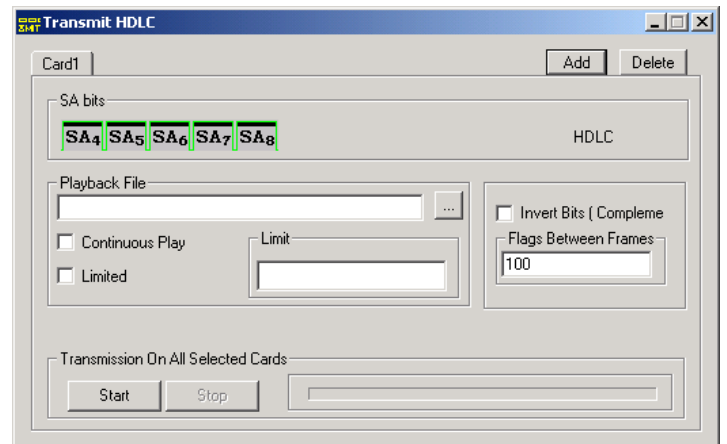 Transmit HDLC
Card1
Add
Delete
SA bits
SA4 SA5 SA6 SA7 SA8
HDLC
Playback File
...
Continuous Play
Limited
Limit
Invert Bits ( Compleme
Flags Between Frames
100
Transmission On All Selected Cards
Start
Stop